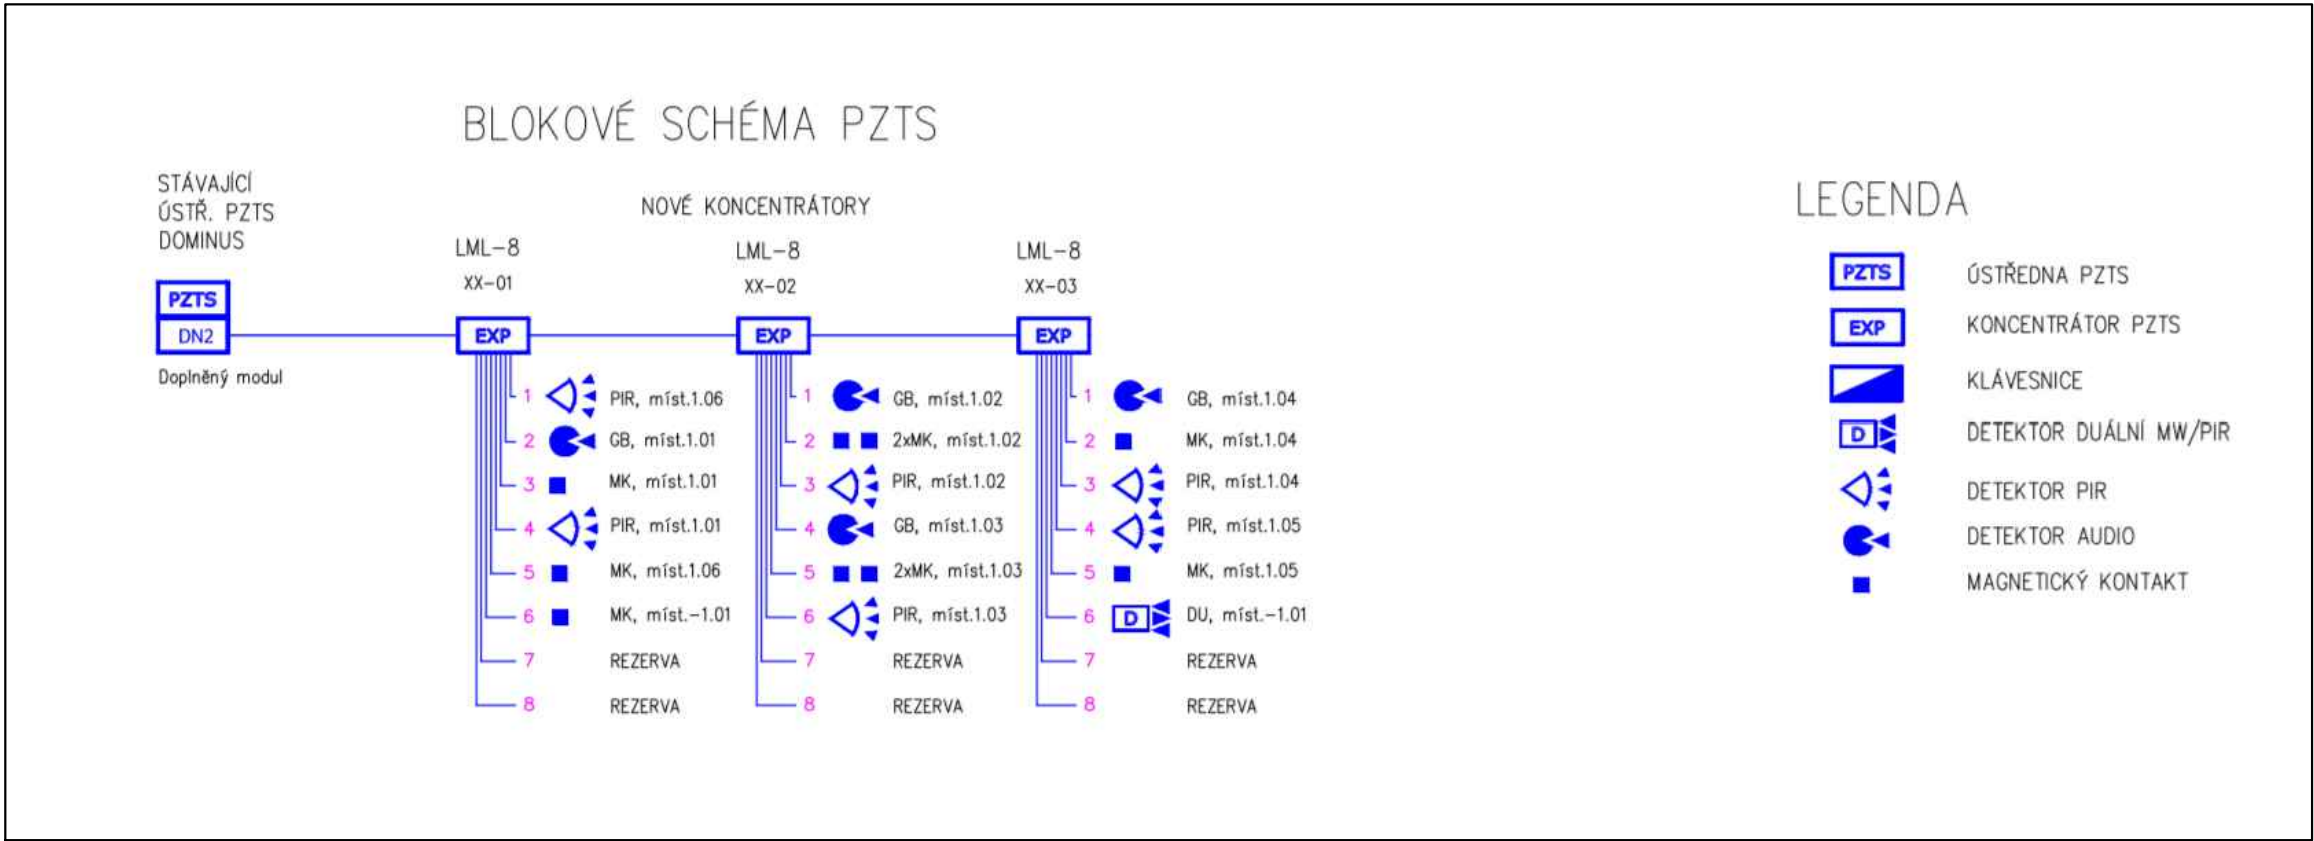 BLOKOVÉ SCHÉMA PZTS
STÁVAJÍCÍ
ÚSTŘ. PZTS
DOMINUS
NOVÉ KONCENTRÁTORY
PZTS
DN2
Doplněný modul
LML-8
XX-01
EXP
1 PIR, míst.1.06
2 GB, míst.1.01
3 MK, míst.1.01
4 PIR, míst.1.01
5 MK, míst.1.06
6 MK, míst.-1.01
7 REZERVA
8 REZERVA
LML-8
XX-02
EXP
1 GB, míst.1.02
2 2xMK, míst.1.02
3 PIR, míst.1.02
4 GB, míst.1.03
5 2xMK, míst.1.03
6 PIR, míst.1.03
7 REZERVA
8 REZERVA
LML-8
XX-03
EXP
1 GB, míst.1.04
2 MK, míst.1.04
3 PIR, míst.1.04
4 PIR, míst.1.05
5 MK, míst.1.05
6 D DU, míst.-1.01
7 REZERVA
8 REZERVA
LEGENDA
PZTS ÚSTŘEDNA PZTS
EXP KONCENTRÁTOR PZTS
KLÁVESNICE
D DETEKTOR DUÁLNÍ MW/PIR
DETEKTOR PIR
DETEKTOR AUDIO
MAGNETICKÝ KONTAKT